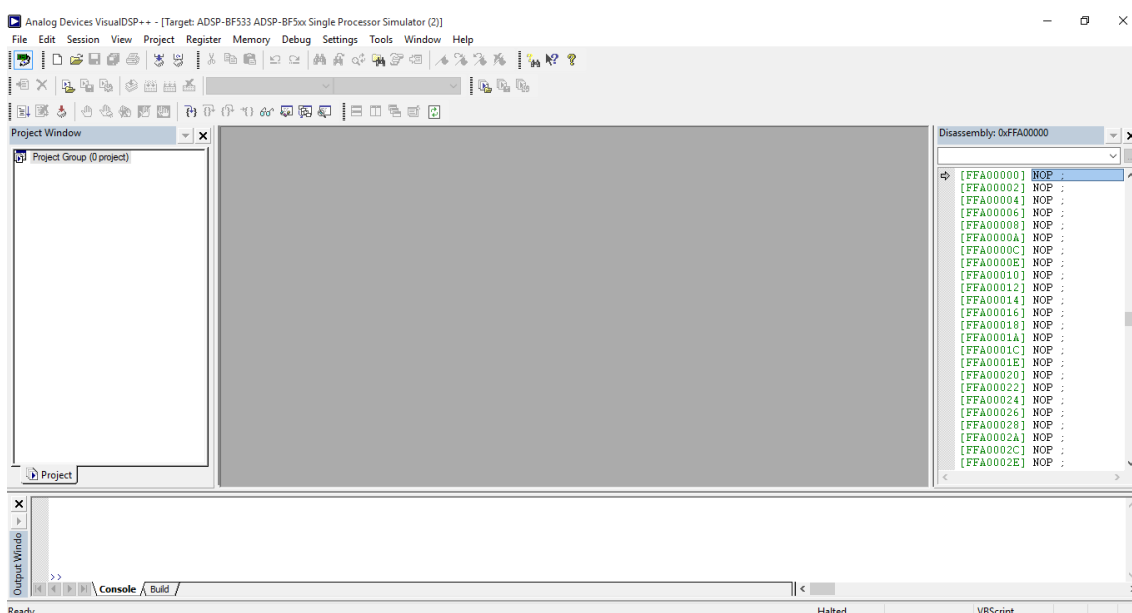 Analog Devices VisualDSP++ - [Target: ADSP-BF533 ADSP-BF5xx Single Processor Simulator (2)]
File Edit Session View Project Register Memory Debug Settings Tools Window Help
Project Window
Project Group (0 project)
Project
Disassembly: 0xFFA00000
[FFA00000] NOP ;
[FFA00002] NOP ;
[FFA00004] NOP ;
[FFA00006] NOP ;
[FFA00008] NOP ;
[FFA0000A] NOP ;
[FFA0000C] NOP ;
[FFA0000E] NOP ;
[FFA00010] NOP ;
[FFA00012] NOP ;
[FFA00014] NOP ;
[FFA00016] NOP ;
[FFA00018] NOP ;
[FFA0001A] NOP ;
[FFA0001C] NOP ;
[FFA0001E] NOP ;
[FFA00020] NOP ;
[FFA00022] NOP ;
[FFA00024] NOP ;
[FFA00026] NOP ;
[FFA00028] NOP ;
[FFA0002A] NOP ;
[FFA0002C] NOP ;
[FFA0002E] NOP ;
Output Windo
>>
Console Build
Ready Halted VBScript